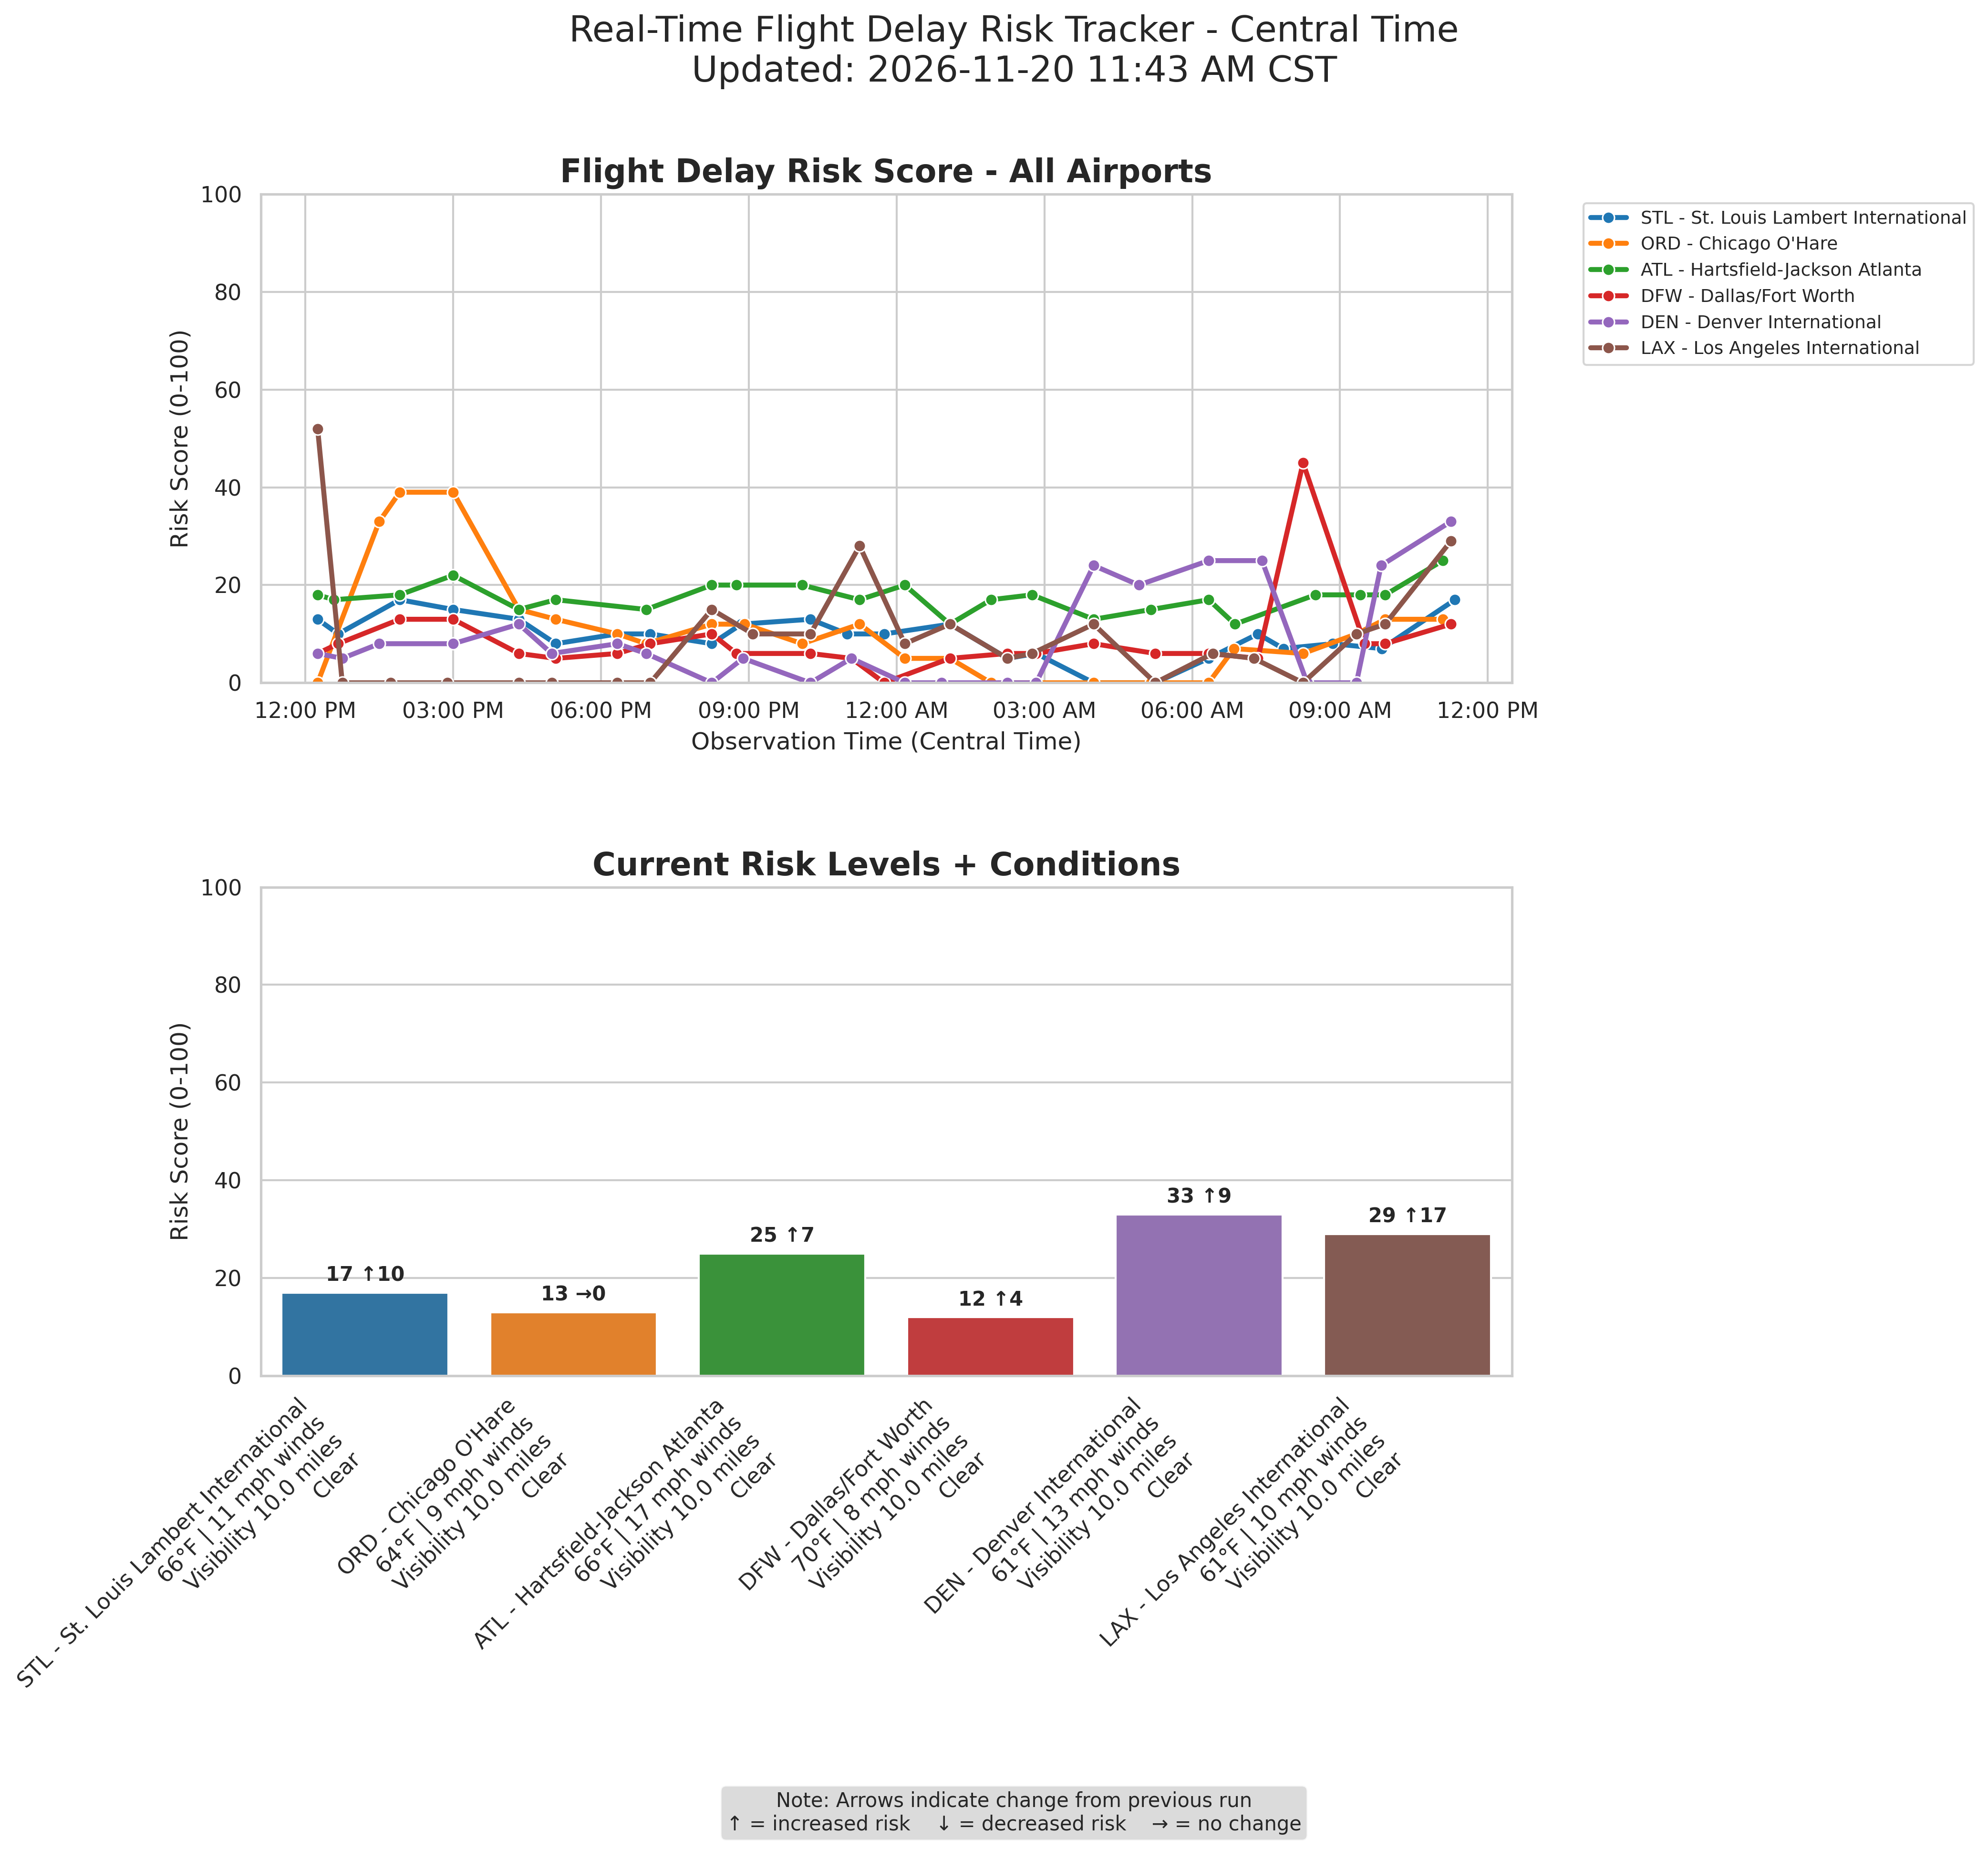 Real-Time Flight Delay Risk Tracker - Central Time
Updated: 2026-11-20 11:43 AM CST
Flight Delay Risk Score - All Airports
100
80
60
40
20
0
Risk Score (0-100)
12:00 PM
03:00 PM
06:00 PM
09:00 PM
12:00 AM
03:00 AM
06:00 AM
09:00 AM
12:00 PM
Observation Time (Central Time)
STL - St. Louis Lambert International
ORD - Chicago O'Hare
ATL - Hartsfield-Jackson Atlanta
DFW - Dallas/Fort Worth
DEN - Denver International
LAX - Los Angeles International
Current Risk Levels + Conditions
100
80
60
40
20
0
Risk Score (0-100)
17 ↑10
13 →0
25 ↑7
12 ↑4
33 ↑9
29 ↑17
STL - St. Louis Lambert International
66°F | 11 mph winds
Visibility 10.0 miles
Clear
ORD - Chicago O'Hare
64°F | 9 mph winds
Visibility 10.0 miles
Clear
ATL - Hartsfield-Jackson Atlanta
66°F | 17 mph winds
Visibility 10.0 miles
Clear
DFW - Dallas/Fort Worth
70°F | 8 mph winds
Visibility 10.0 miles
Clear
DEN - Denver International
61°F | 13 mph winds
Visibility 10.0 miles
Clear
LAX - Los Angeles International
61°F | 10 mph winds
Visibility 10.0 miles
Clear
Note: Arrows indicate change from previous run
↑ = increased risk    ↓ = decreased risk    → = no change